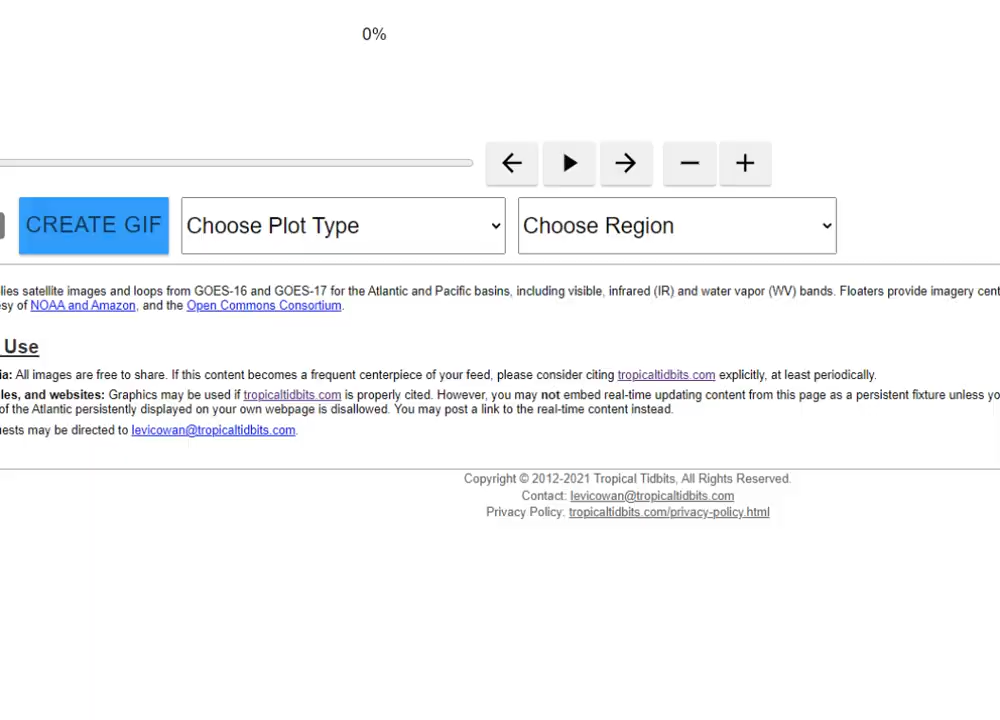 0%
CREATE GIF
Choose Plot Type
Choose Region
lies satellite images and loops from GOES-16 and GOES-17 for the Atlantic and Pacific basins, including visible, infrared (IR) and water vapor (WV) bands. Floaters provide imagery cent
esy of NOAA and Amazon, and the Open Commons Consortium.
Use
ia: All images are free to share. If this content becomes a frequent centerpiece of your feed, please consider citing tropicaltidbits.com explicitly, at least periodically.
les, and websites: Graphics may be used if tropicaltidbits.com is properly cited. However, you may not embed real-time updating content from this page as a persistent fixture unless yo
of the Atlantic persistently displayed on your own webpage is disallowed. You may post a link to the real-time content instead.
ests may be directed to levicowan@tropicaltidbits.com.
Copyright © 2012-2021 Tropical Tidbits, All Rights Reserved.
Contact: levicowan@tropicaltidbits.com
Privacy Policy: tropicaltidbits.com/privacy-policy.html